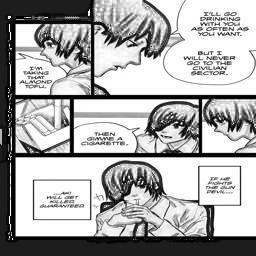 I'LL GO
DRINKING
WITH YOU
AS OFTEN AS
YOU WANT.
BUT I
WILL NEVER
GO TO THE
CIVILIAN
SECTOR.
I'M
TAKING
THAT
ALMOND
TOFU.
THEN
GIMME A
CIGARETTE.
IF HE
FIGHTS
THE GUN
DEVIL...
...AKI
WILL GET
KILLED.
GUARANTEED.